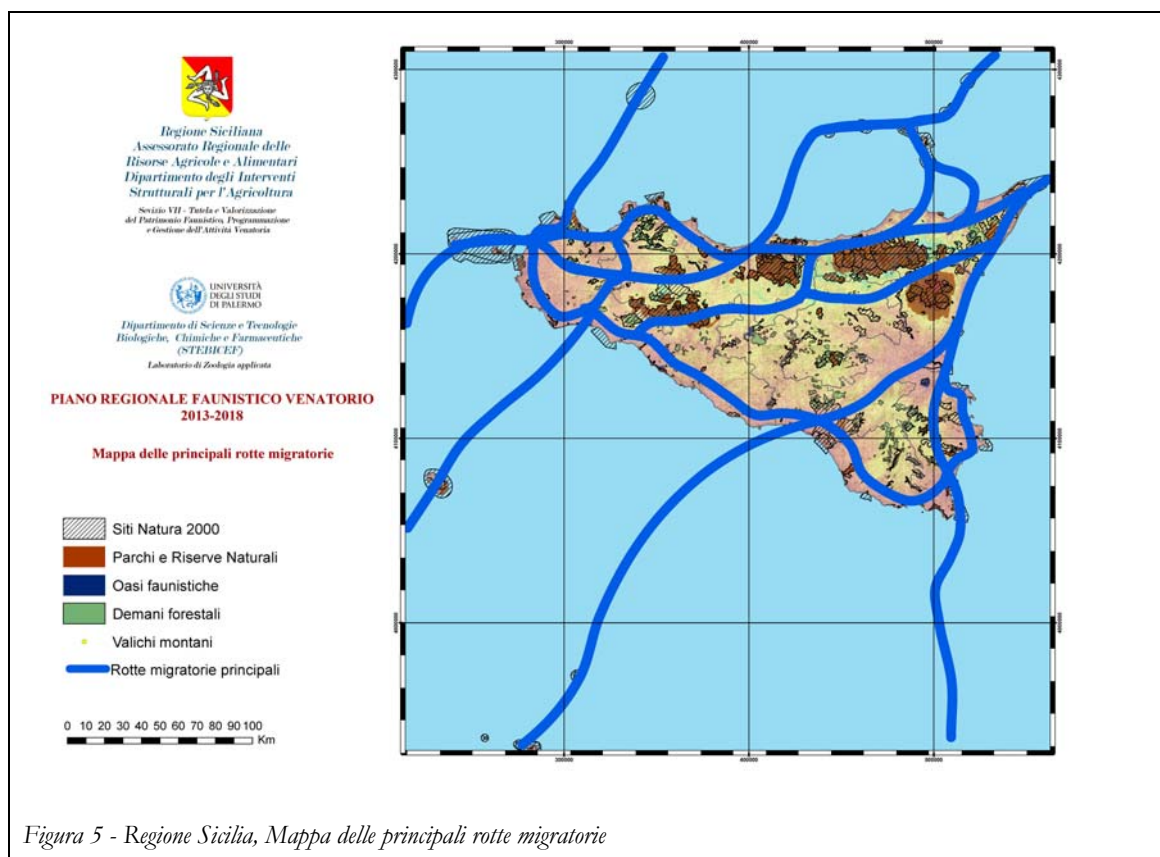 Regione Siciliana
Assessorato Regionale delle
Risorse Agricole e Alimentari
Dipartimento degli Interventi
Strutturali per l'Agricoltura
Sevizio VII - Tutela e Valorizzazione
del Patrimonio Faunistico, Programmazione
e Gestione dell'Attività Venatoria
UNIVERSITÀ
DEGLI STUDI
DI PALERMO
Dipartimento di Scienze e Tecnologie
Biologiche, Chimiche e Farmaceutiche
(STEBICEF)
Laboratorio di Zoologia applicata
PIANO REGIONALE FAUNISTICO VENATORIO
2013-2018
Mappa delle principali rotte migratorie
Siti Natura 2000
Parchi e Riserve Naturali
Oasi faunistiche
Demani forestali
Valichi montani
Rotte migratorie principali
0 10 20 30 40 50 60 70 80 90 100
Km
Figura 5 - Regione Sicilia, Mappa delle principali rotte migratorie